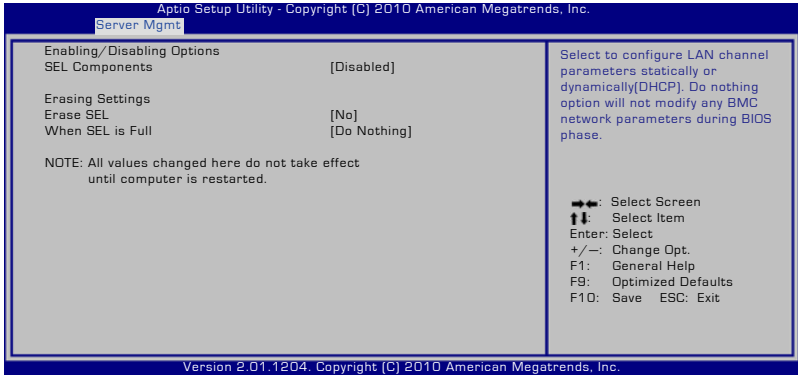 Aptio Setup Utility - Copyright (C) 2010 American Megatrends, Inc.
Server Mgmt
Enabling/Disabling Options
SEL Components [Disabled]
Erasing Settings
Erase SEL [No]
When SEL is Full [Do Nothing]
NOTE: All values changed here do not take effect
until computer is restarted.
Select to configure LAN channel
parameters statically or
dynamically(DHCP). Do nothing
option will not modify any BMC
network parameters during BIOS
phase.
→←: Select Screen
↑↓: Select Item
Enter: Select
+/—: Change Opt.
F1: General Help
F9: Optimized Defaults
F10: Save ESC: Exit
Version 2.01.1204. Copyright (C) 2010 American Megatrends, Inc.